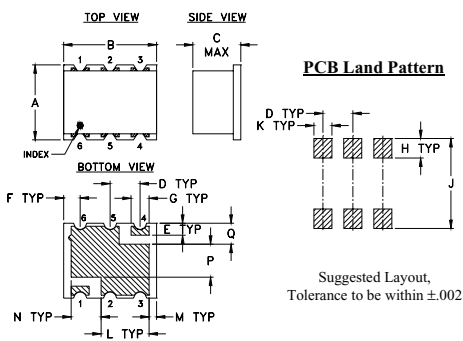 TOP VIEW
SIDE VIEW
B
C
MAX
1 2 3
A
6 5 4
INDEX
BOTTOM VIEW
D TYP
F TYP
G TYP
6 5 4
E TYP
Q
P
1 2 3
N TYP
M TYP
L TYP
PCB Land Pattern
D TYP
K TYP
H TYP
J
Suggested Layout,
Tolerance to be within ±.002